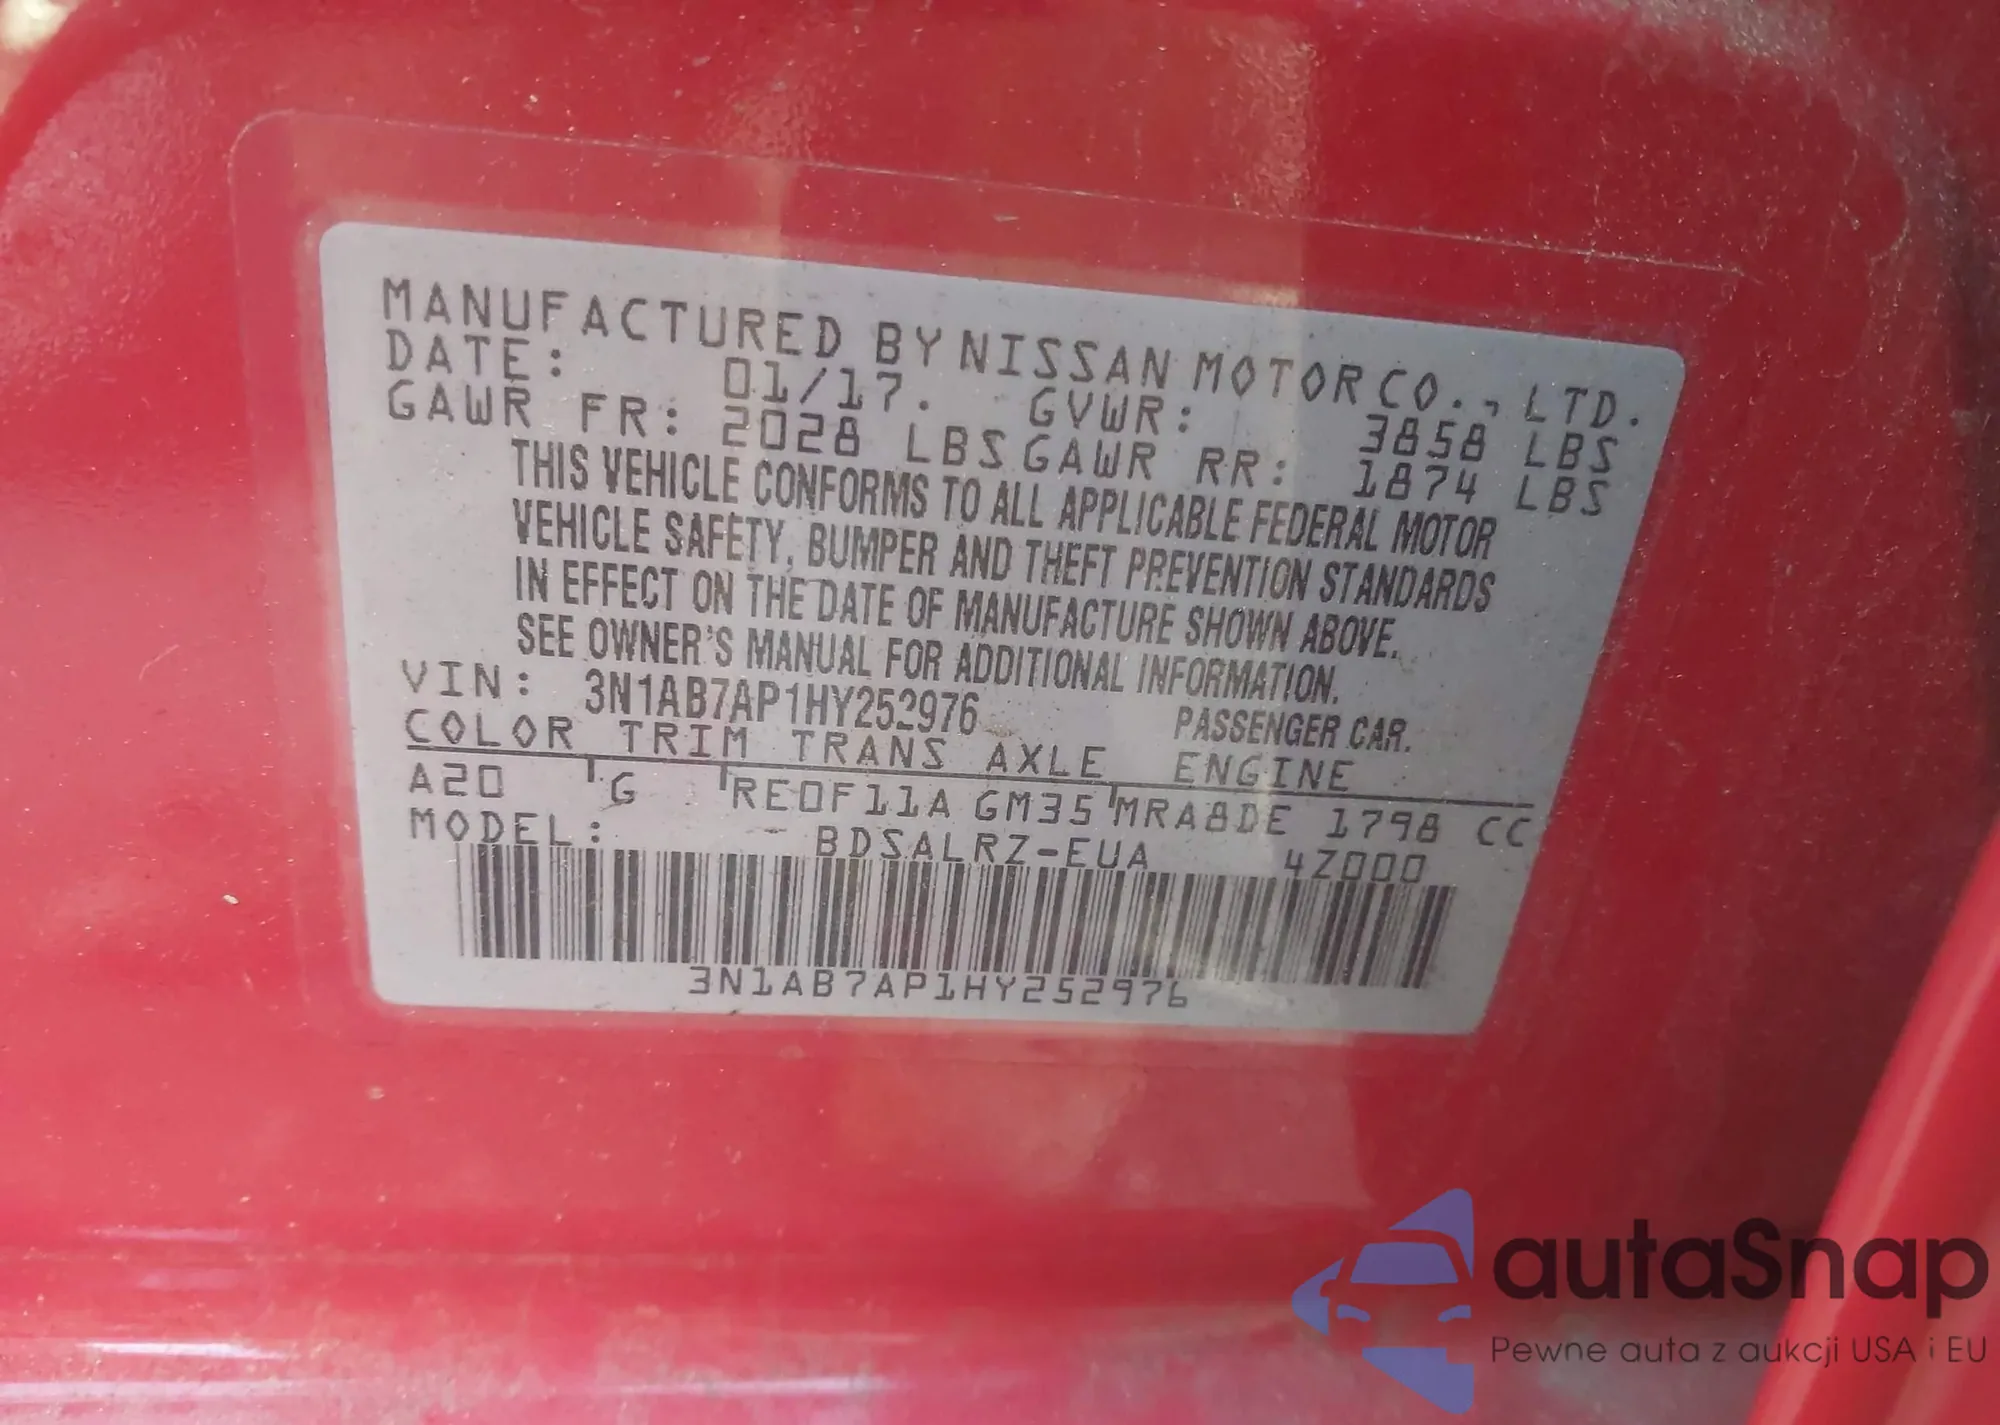 MANUFACTURED BY NISSAN MOTOR CO., LTD.
DATE: 01/17. GVWR: 3858 LBS
GAWR FR: 2028 LBS GAWR RR: 1874 LBS
THIS VEHICLE CONFORMS TO ALL APPLICABLE FEDERAL MOTOR
VEHICLE SAFETY, BUMPER AND THEFT PREVENTION STANDARDS
IN EFFECT ON THE DATE OF MANUFACTURE SHOWN ABOVE.
SEE OWNER'S MANUAL FOR ADDITIONAL INFORMATION.
VIN: 3N1AB7AP1HY252976 PASSENGER CAR.
COLOR TRIM TRANS AXLE ENGINE
A20 G RE0F11A GM35 MRA8DE 1798 CC
MODEL: BDSALRZ-EUA 4Z000
3N1AB7AP1HY252976
autaSnap
Pewne auta z aukcji USA i EU